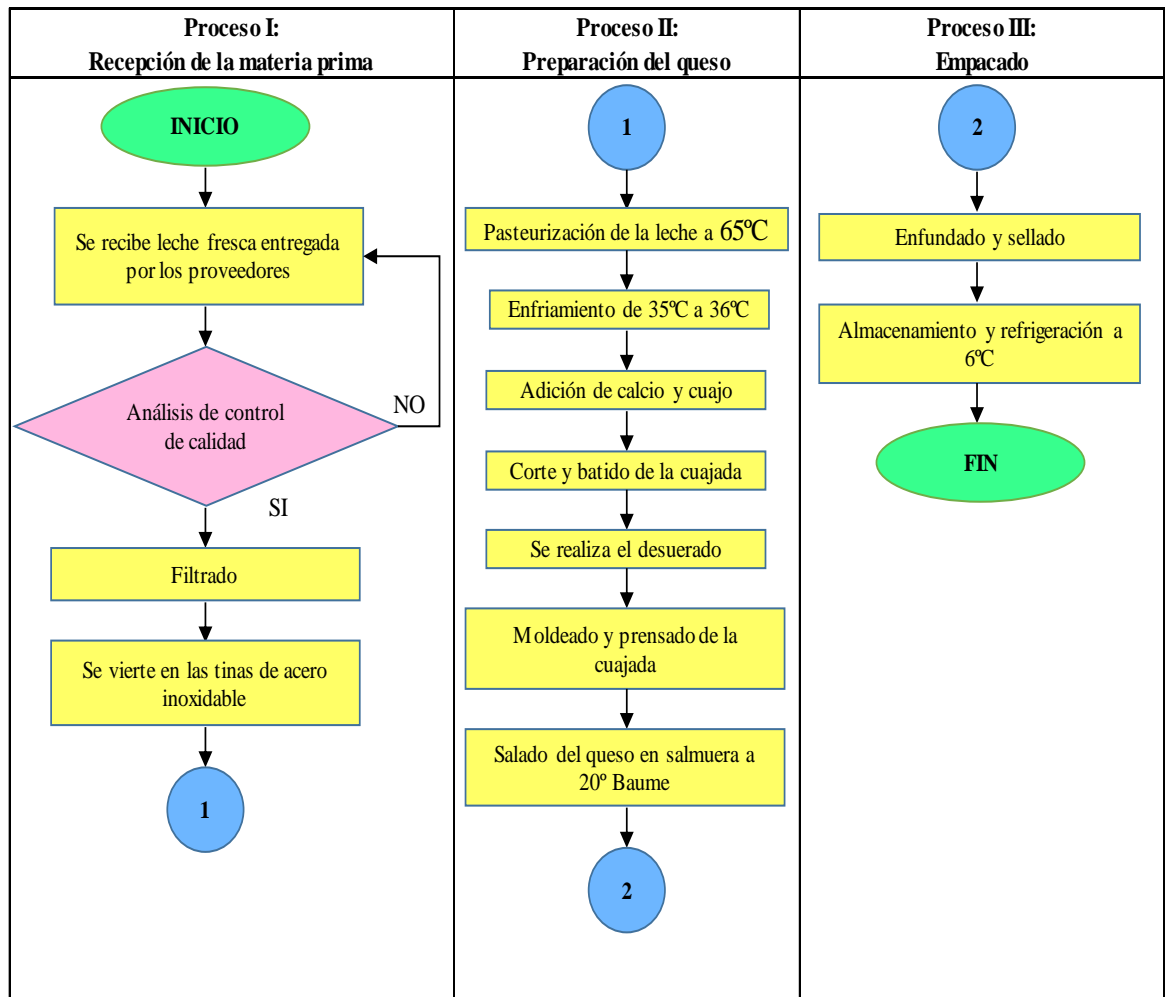 Proceso I:
Recepción de la materia prima
INICIO
Se recibe leche fresca entregada
por los proveedores
Análisis de control
de calidad
NO
SI
Filtrado
Se vierte en las tinas de acero
inoxidable
1
Proceso II:
Preparación del queso
1
Pasteurización de la leche a 65ºC
Enfriamiento de 35ºC a 36ºC
Adición de calcio y cuajo
Corte y batido de la cuajada
Se realiza el desuerado
Moldeado y prensado de la
cuajada
Salado del queso en salmuera a
20º Baume
2
Proceso III:
Empacado
2
Enfundado y sellado
Almacenamiento y refrigeración a
6ºC
FIN